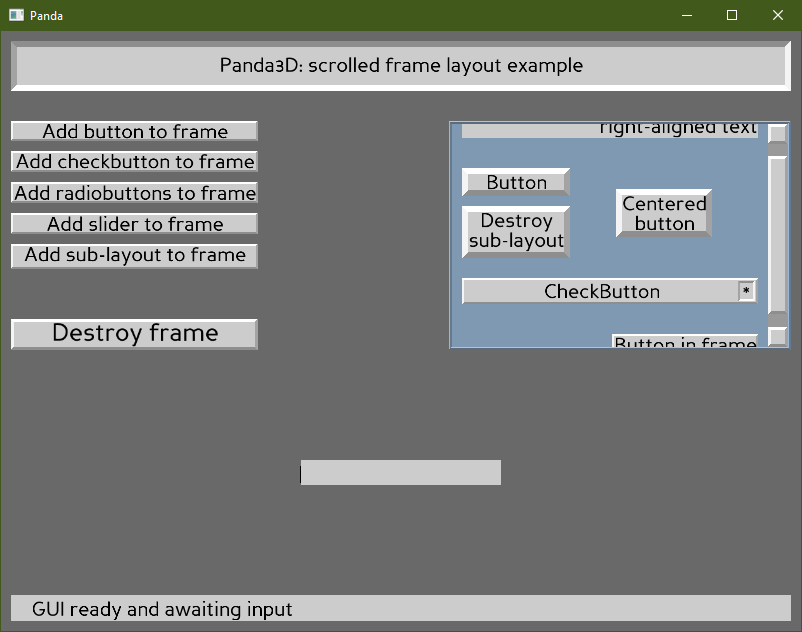 Panda
Panda3D: scrolled frame layout example
Add button to frame
Add checkbutton to frame
Add radiobuttons to frame
Add slider to frame
Add sub-layout to frame
Destroy frame
right-aligned text
Button
Destroy
sub-layout
Centered
button
CheckButton *
Button in frame
GUI ready and awaiting input